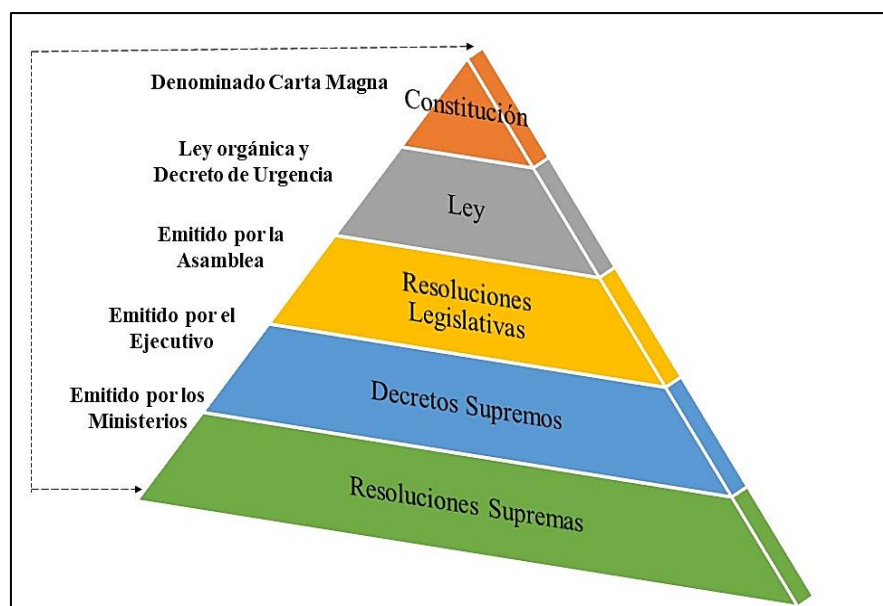 Denominado Carta Magna
Constitución
Ley orgánica y
Decreto de Urgencia
Ley
Emitido por la
Asamblea
Resoluciones
Legislativas
Emitido por el
Ejecutivo
Decretos Supremos
Emitido por los
Ministerios
Resoluciones Supremas